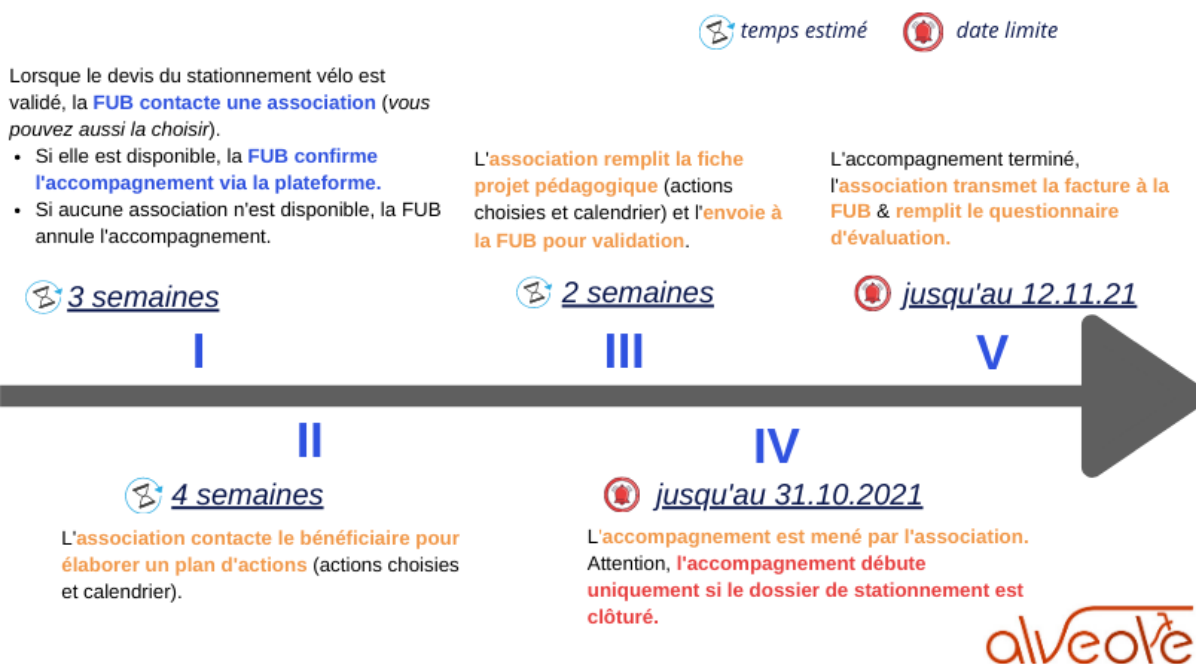 temps estimé
date limite
Lorsque le devis du stationnement vélo est
validé, la FUB contacte une association (vous
pouvez aussi la choisir).
• Si elle est disponible, la FUB confirme
l'accompagnement via la plateforme.
• Si aucune association n'est disponible, la FUB
annule l'accompagnement.
3 semaines
I
4 semaines
II
L'association contacte le bénéficiaire pour
élaborer un plan d'actions (actions choisies
et calendrier).
L'association remplit la fiche
projet pédagogique (actions
choisies et calendrier) et l'envoie à
la FUB pour validation.
2 semaines
III
IV
jusqu'au 31.10.2021
L'accompagnement est mené par l'association.
Attention, l'accompagnement débute
uniquement si le dossier de stationnement est
clôturé.
L'accompagnement terminé,
l'association transmet la facture à la
FUB & remplit le questionnaire
d'évaluation.
jusqu'au 12.11.21
V
alveole